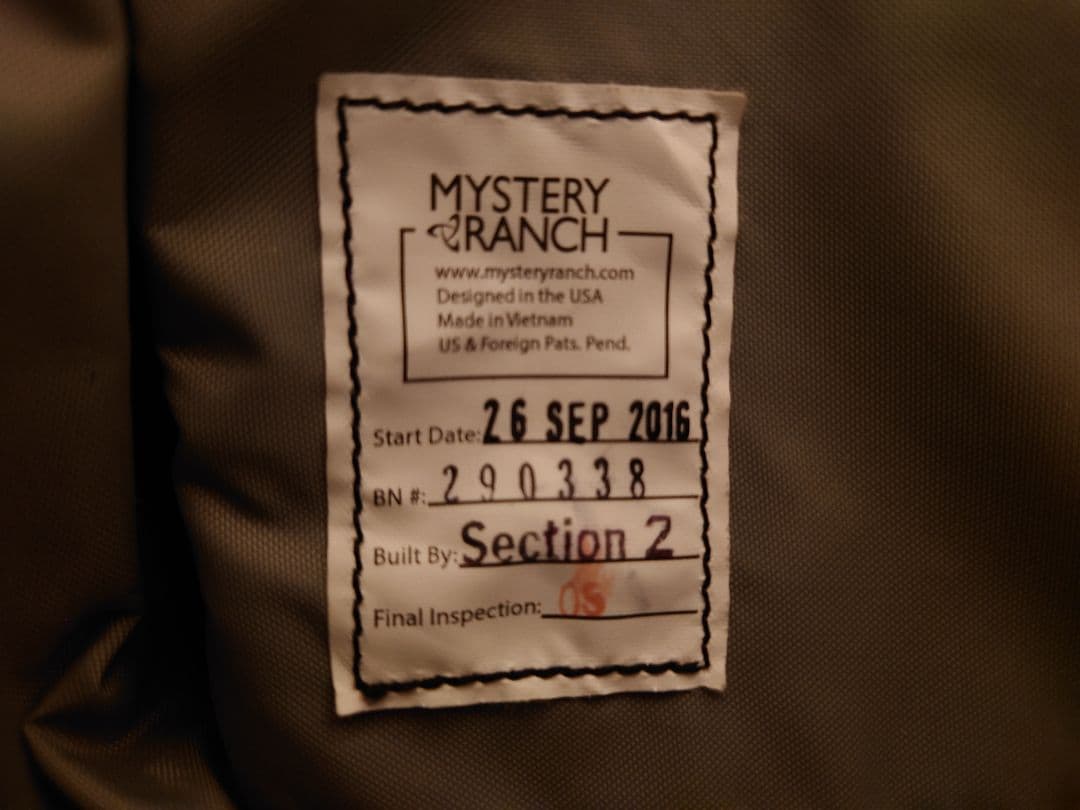 MYSTERY
RANCH
www.mysteryranch.com
Designed in the USA
Made in Vietnam
US & Foreign Pats. Pend.
Start Date: 26 SEP 2016
BN #: 290338
Built By: Section 2
Final Inspection: OS